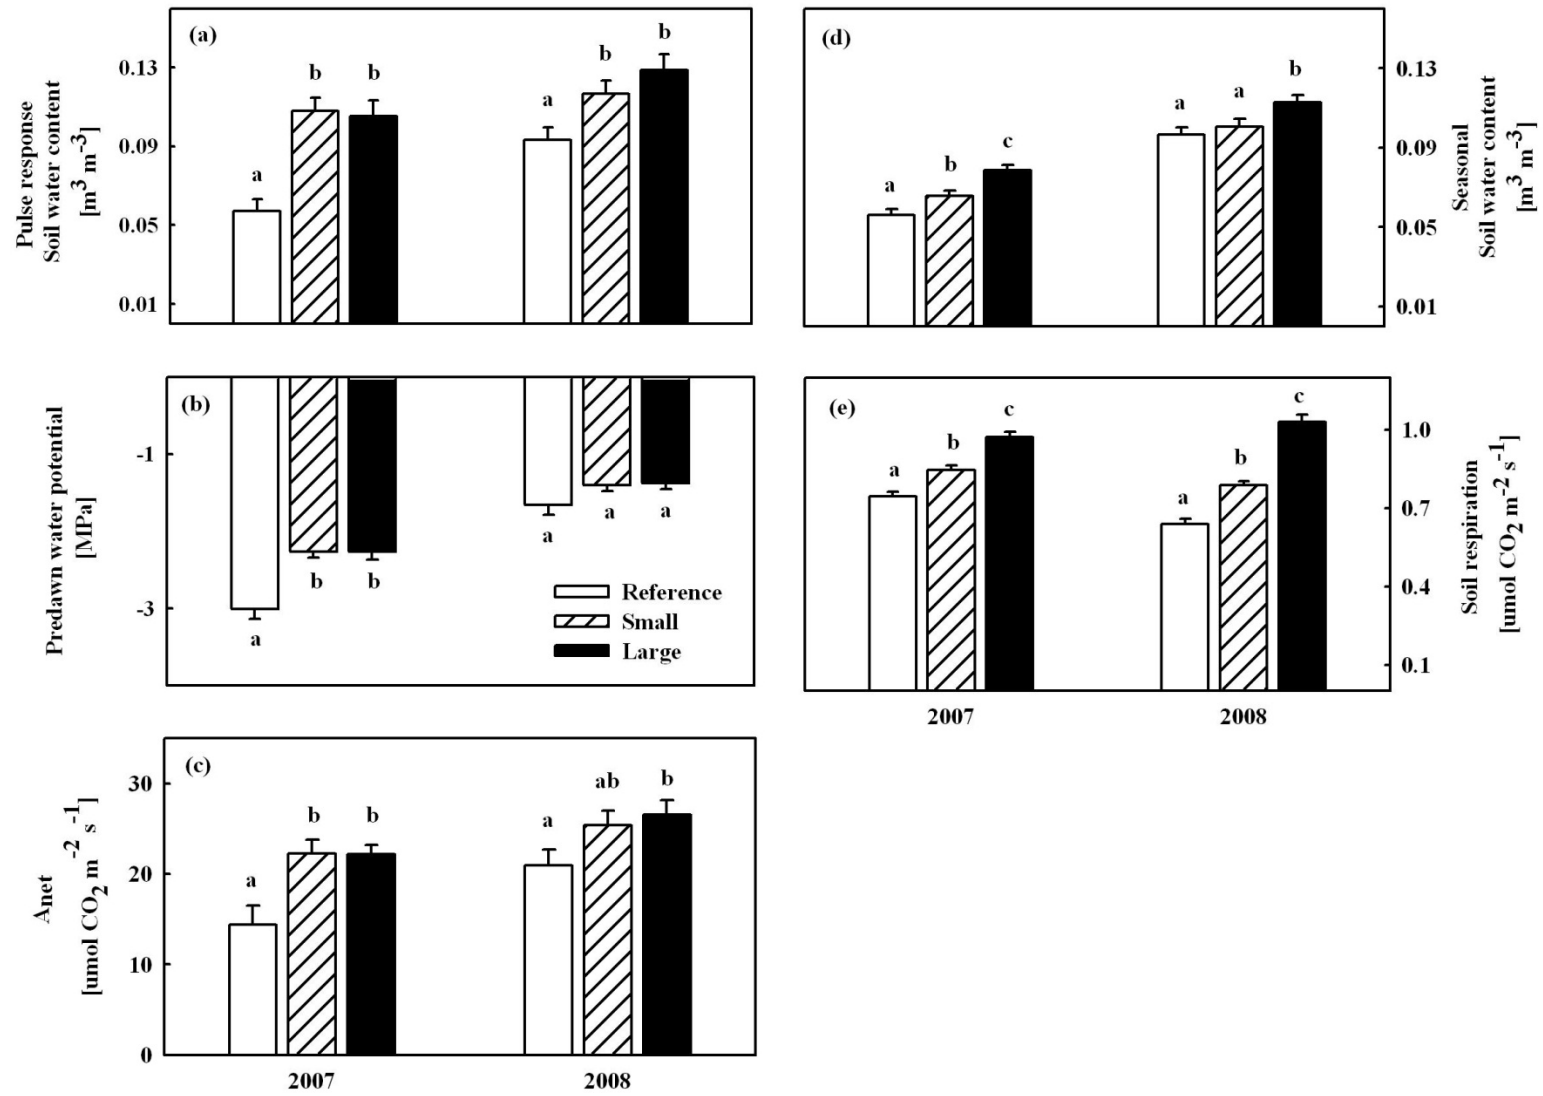 (a)
Pulse response
Soil water content
[m³ m⁻³]
0.13
0.09
0.05
0.01
a
b
b
a
b
b
(d)
a
b
c
a
a
b
0.13
0.09
0.05
0.01
Seasonal
Soil water content
[m³ m⁻³]
(b)
Predawn water potential
[MPa]
-1
-3
a
b
b
a
a
a
Reference
Small
Large
(e)
a
b
c
a
b
c
1.0
0.7
0.4
0.1
Soil respiration
[umol CO₂ m⁻² s⁻¹]
2007
2008
(c)
Anet
[umol CO₂ m⁻² s⁻¹]
30
20
10
0
a
b
b
a
ab
b
2007
2008